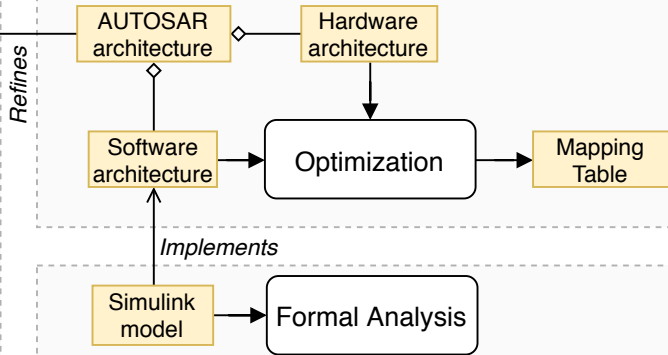 AUTOSAR
architecture
Hardware
architecture
Refines
Software
architecture
Optimization
Mapping
Table
Implements
Simulink
model
Formal Analysis